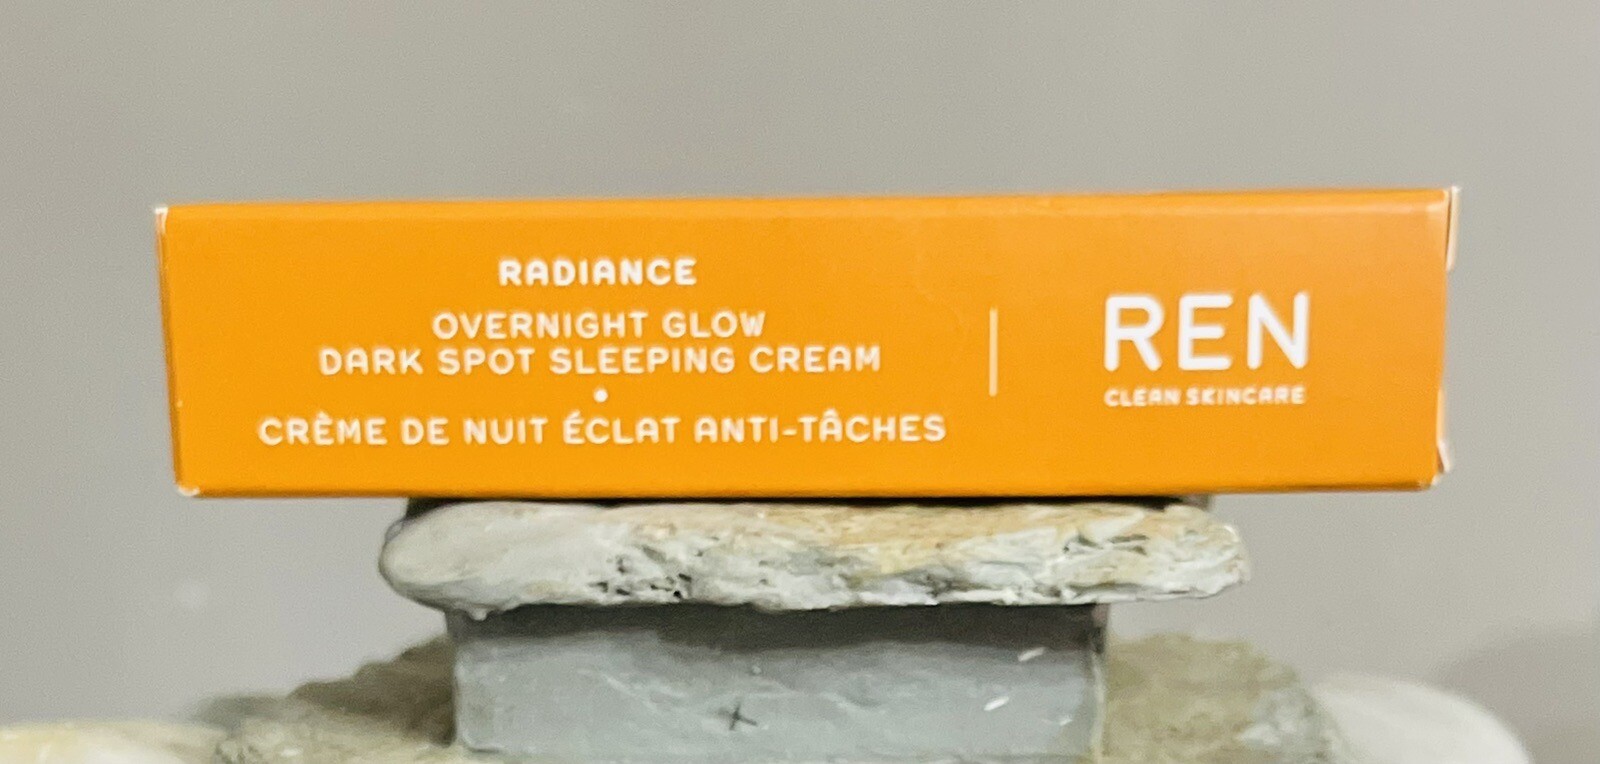 RADIANCE
OVERNIGHT GLOW
DARK SPOT SLEEPING CREAM
•
CRÈME DE NUIT ÉCLAT ANTI-TÂCHES
REN
CLEAN SKINCARE